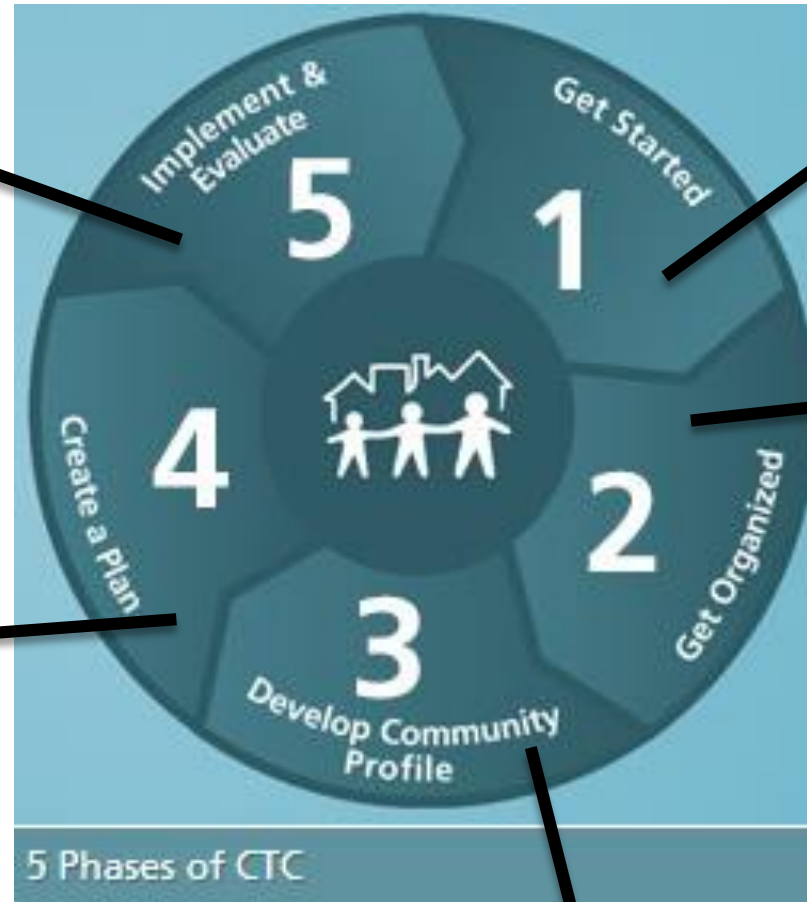 Get Started
1
2
Get Organized
3
Develop Community
Profile
4
Create a Plan
Implement &
Evaluate
5
5 Phases of CTC